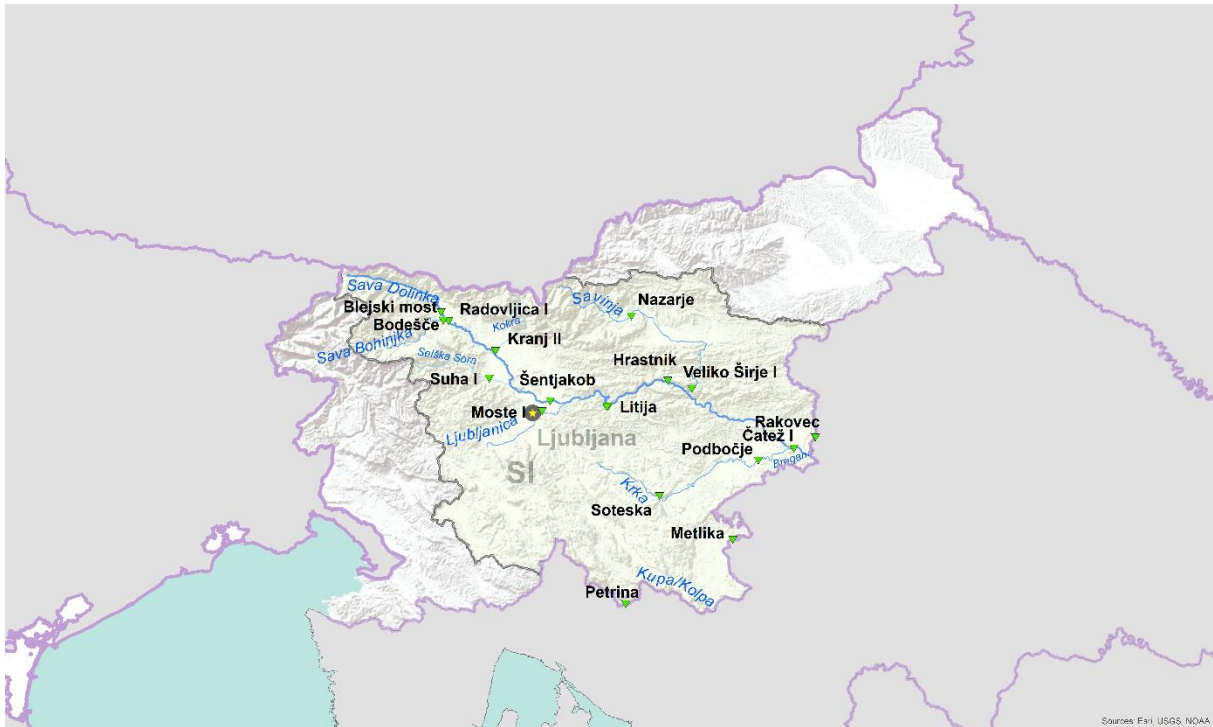 Sava Dolinka
Blejski most
Radovljica I
Bodešče
Sava Bohinjka
Kokra
Kranj II
Savinja
Nazarje
Selška Sora
Suha I
Šentjakob
Hrastnik
Veliko Širje I
Moste I
Litija
Ljubljanica
Ljubljana
SI
Rakovec
Čatež I
Podbočje
Bregana
Krka
Soteska
Metlika
Kupa/Kolpa
Petrina
Sources: Esri, USGS, NOAA